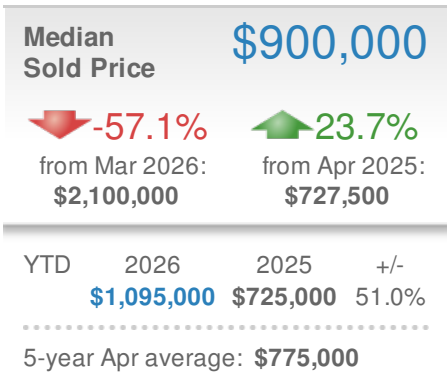 Median $900,000
Sold Price
-57.1% 23.7%
from Mar 2026: from Apr 2025:
$2,100,000 $727,500
YTD 2026 2025 +/-
$1,095,000 $725,000 51.0%
5-year Apr average: $775,000